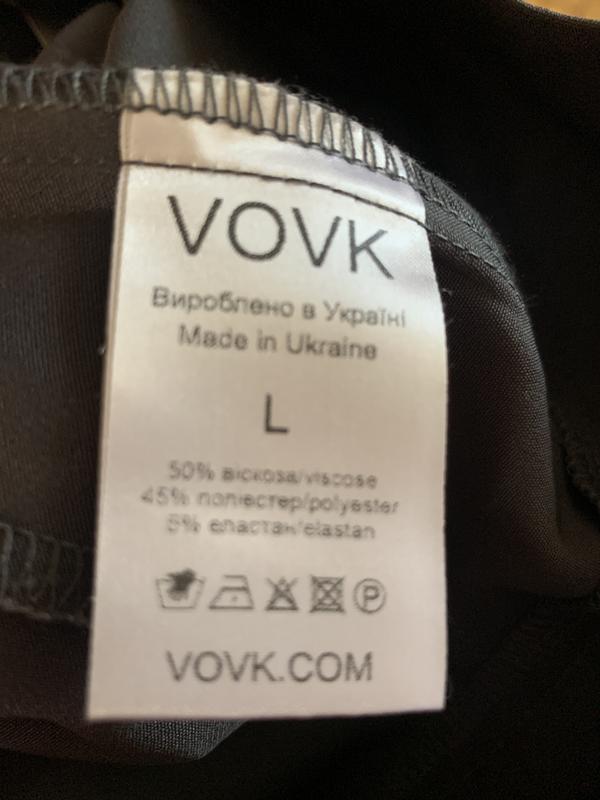 VOVK
Вироблено в Україні
Made in Ukraine
L
50% віскоза/viscose
45% поліестер/polyester
5% еластан/elastan
P
VOVK.COM